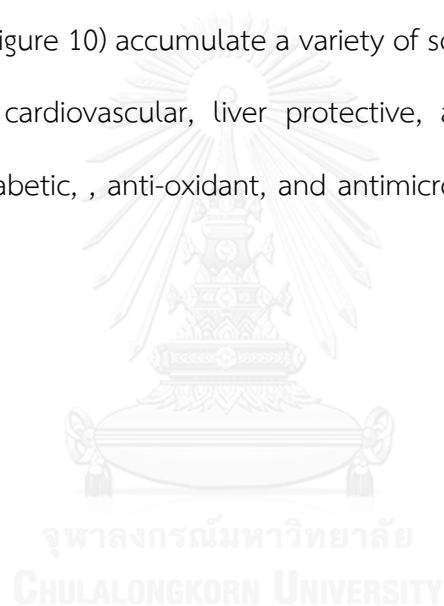 igure 10) accumulate a variety of so
cardiovascular, liver protective, a
abetic, , anti-oxidant, and antimicro
จุฬาลงกรณ์มหาวิทยาลัย
CHULALONGKORN UNIVERSITY